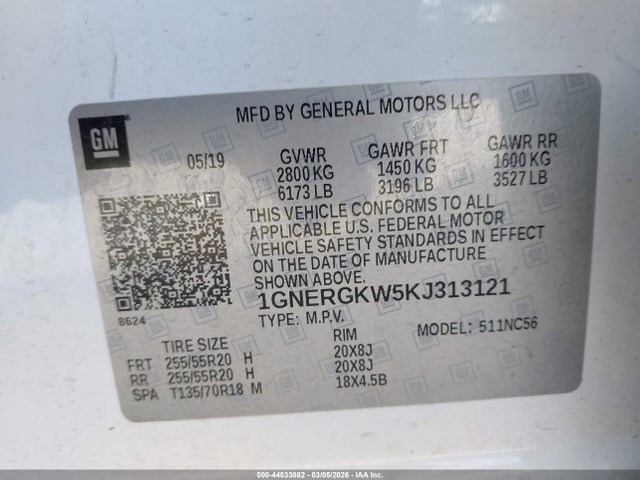 MFD BY GENERAL MOTORS LLC
GM
05/19 GVWR GAWR FRT GAWR RR
2800 KG 1450 KG 1600 KG
6173 LB 3196 LB 3527 LB
THIS VEHICLE CONFORMS TO ALL
APPLICABLE U.S. FEDERAL MOTOR
VEHICLE SAFETY STANDARDS IN EFFECT
ON THE DATE OF MANUFACTURE
SHOWN ABOVE.
1GNERGKW5KJ313121
8624
TYPE: M.P.V. MODEL: 511NC56
TIRE SIZE RIM
FRT 255/55R20 H 20X8J
RR 255/55R20 H 20X8J
SPA T135/70R18 M 18X4.5B
000-44533882 - 03/05/2026 - IAA Inc.